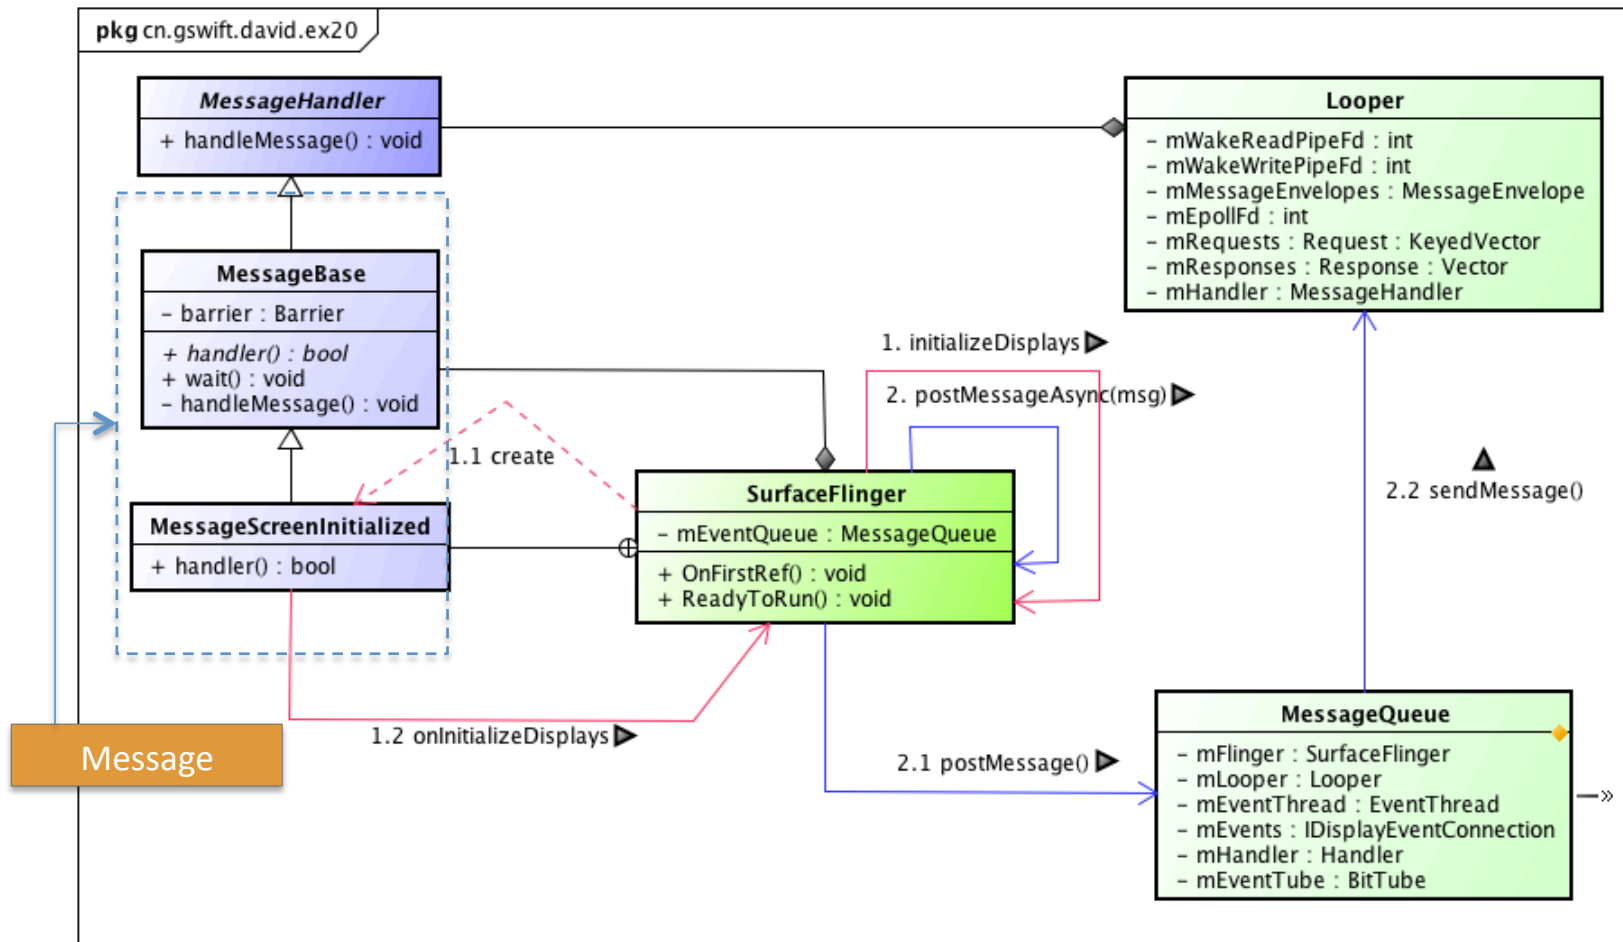 pkg cn.gswift.david.ex20
MessageHandler
+ handleMessage() : void
Looper
- mWakeReadPipeFd : int
- mWakeWritePipeFd : int
- mMessageEnvelopes : MessageEnvelope
- mEpollFd : int
- mRequests : Request : KeyedVector
- mResponses : Response : Vector
- mHandler : MessageHandler
MessageBase
- barrier : Barrier
+ handler() : bool
+ wait() : void
- handleMessage() : void
1. initializeDisplays
2. postMessageAsync(msg)
1.1 create
2.2 sendMessage()
SurfaceFlinger
- mEventQueue : MessageQueue
+ OnFirstRef() : void
+ ReadyToRun() : void
MessageScreenInitialized
+ handler() : bool
1.2 onInitializeDisplays
Message
2.1 postMessage()
MessageQueue
- mFlinger : SurfaceFlinger
- mLooper : Looper
- mEventThread : EventThread
- mEvents : IDisplayEventConnection
- mHandler : Handler
- mEventTube : BitTube